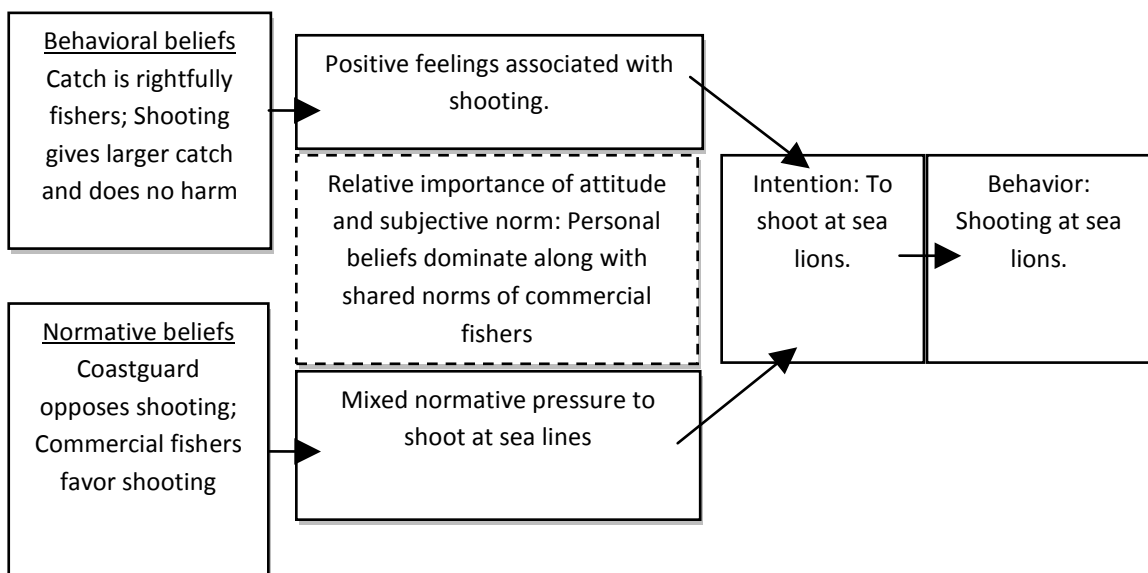 Behavioral beliefs
Catch is rightfully
fishers; Shooting
gives larger catch
and does no harm
Positive feelings associated with
shooting.
Relative importance of attitude
and subjective norm: Personal
beliefs dominate along with
shared norms of commercial
fishers
Normative beliefs
Coastguard
opposes shooting;
Commercial fishers
favor shooting
Mixed normative pressure to
shoot at sea lines
Intention: To
shoot at sea
lions.
Behavior:
Shooting at sea
lions.